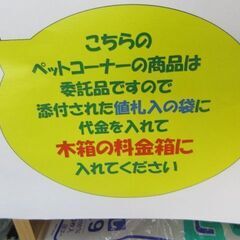 こちらの
ペットコーナーの商品は
委託品ですので
添付された値札入の袋に
代金を入れて
木箱の料金箱に
入れてください